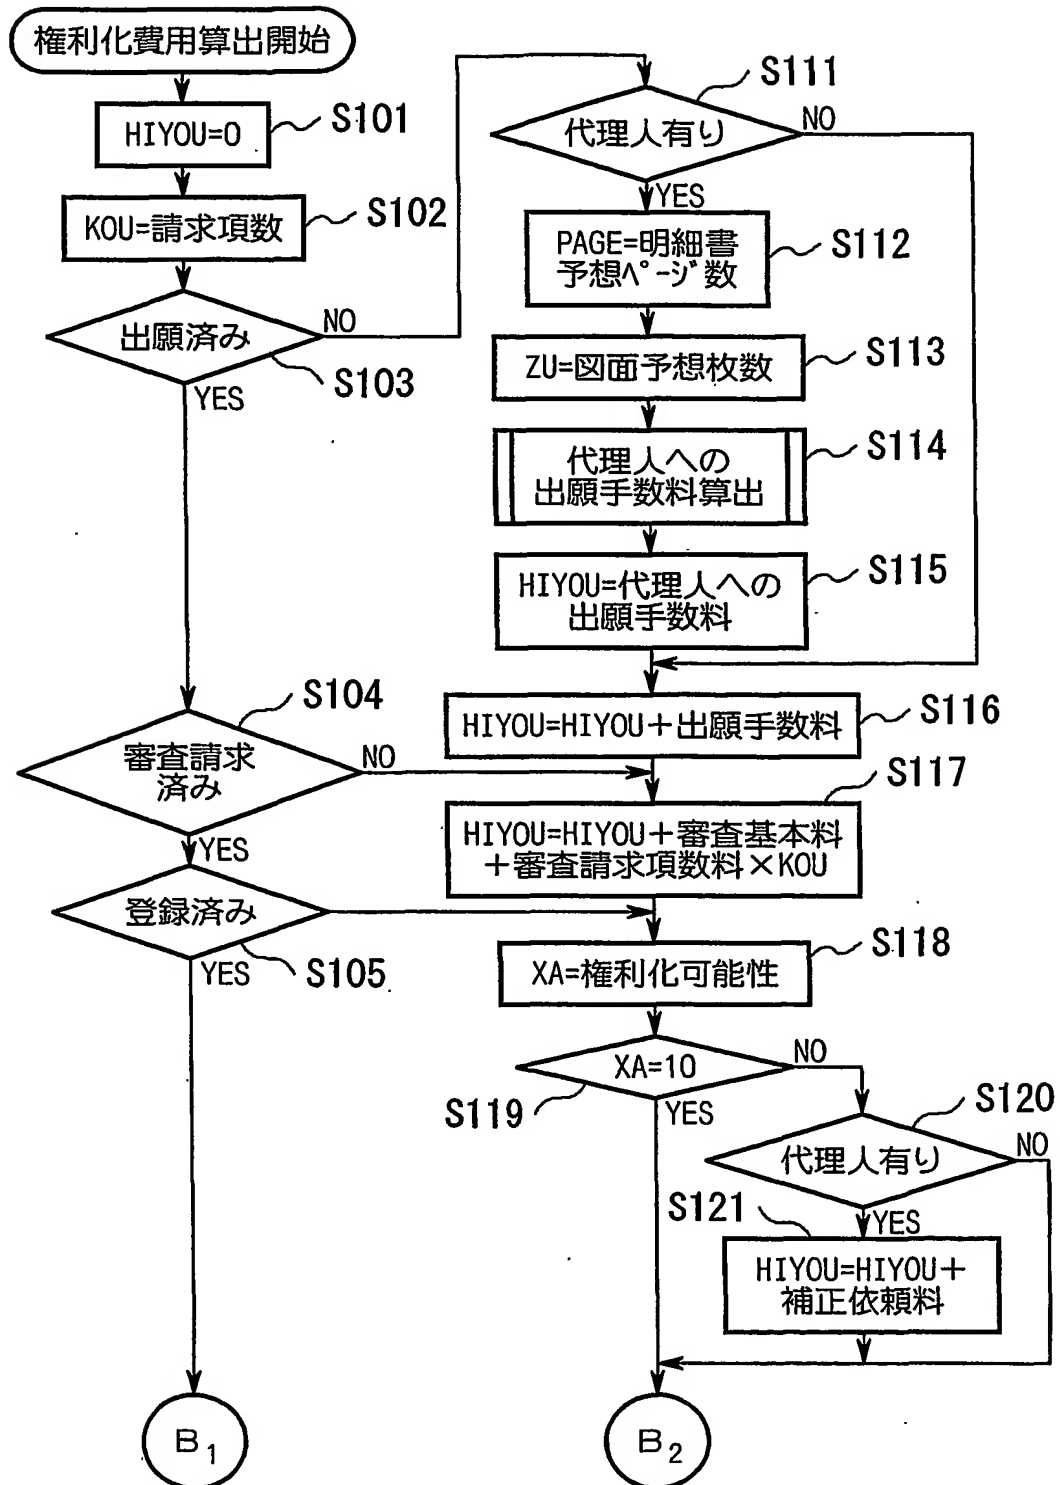 権利化費用算出開始
HIYOU=0
S101
KOU=請求項数
S102
出願済み
NO
S103
YES
審査請求
済み
S104
NO
YES
登録済み
S105
YES
B1
代理人有り
S111
NO
YES
PAGE=明細書
予想ページ数
S112
ZU=図面予想枚数
S113
代理人への
出願手数料算出
S114
HIYOU=代理人への
出願手数料
S115
HIYOU=HIYOU+出願手数料
S116
HIYOU=HIYOU+審査基本料
+審査請求項数料×KOU
S117
XA=権利化可能性
S118
XA=10
NO
S119
YES
代理人有り
S120
NO
YES
S121
HIYOU=HIYOU+
補正依頼料
B2